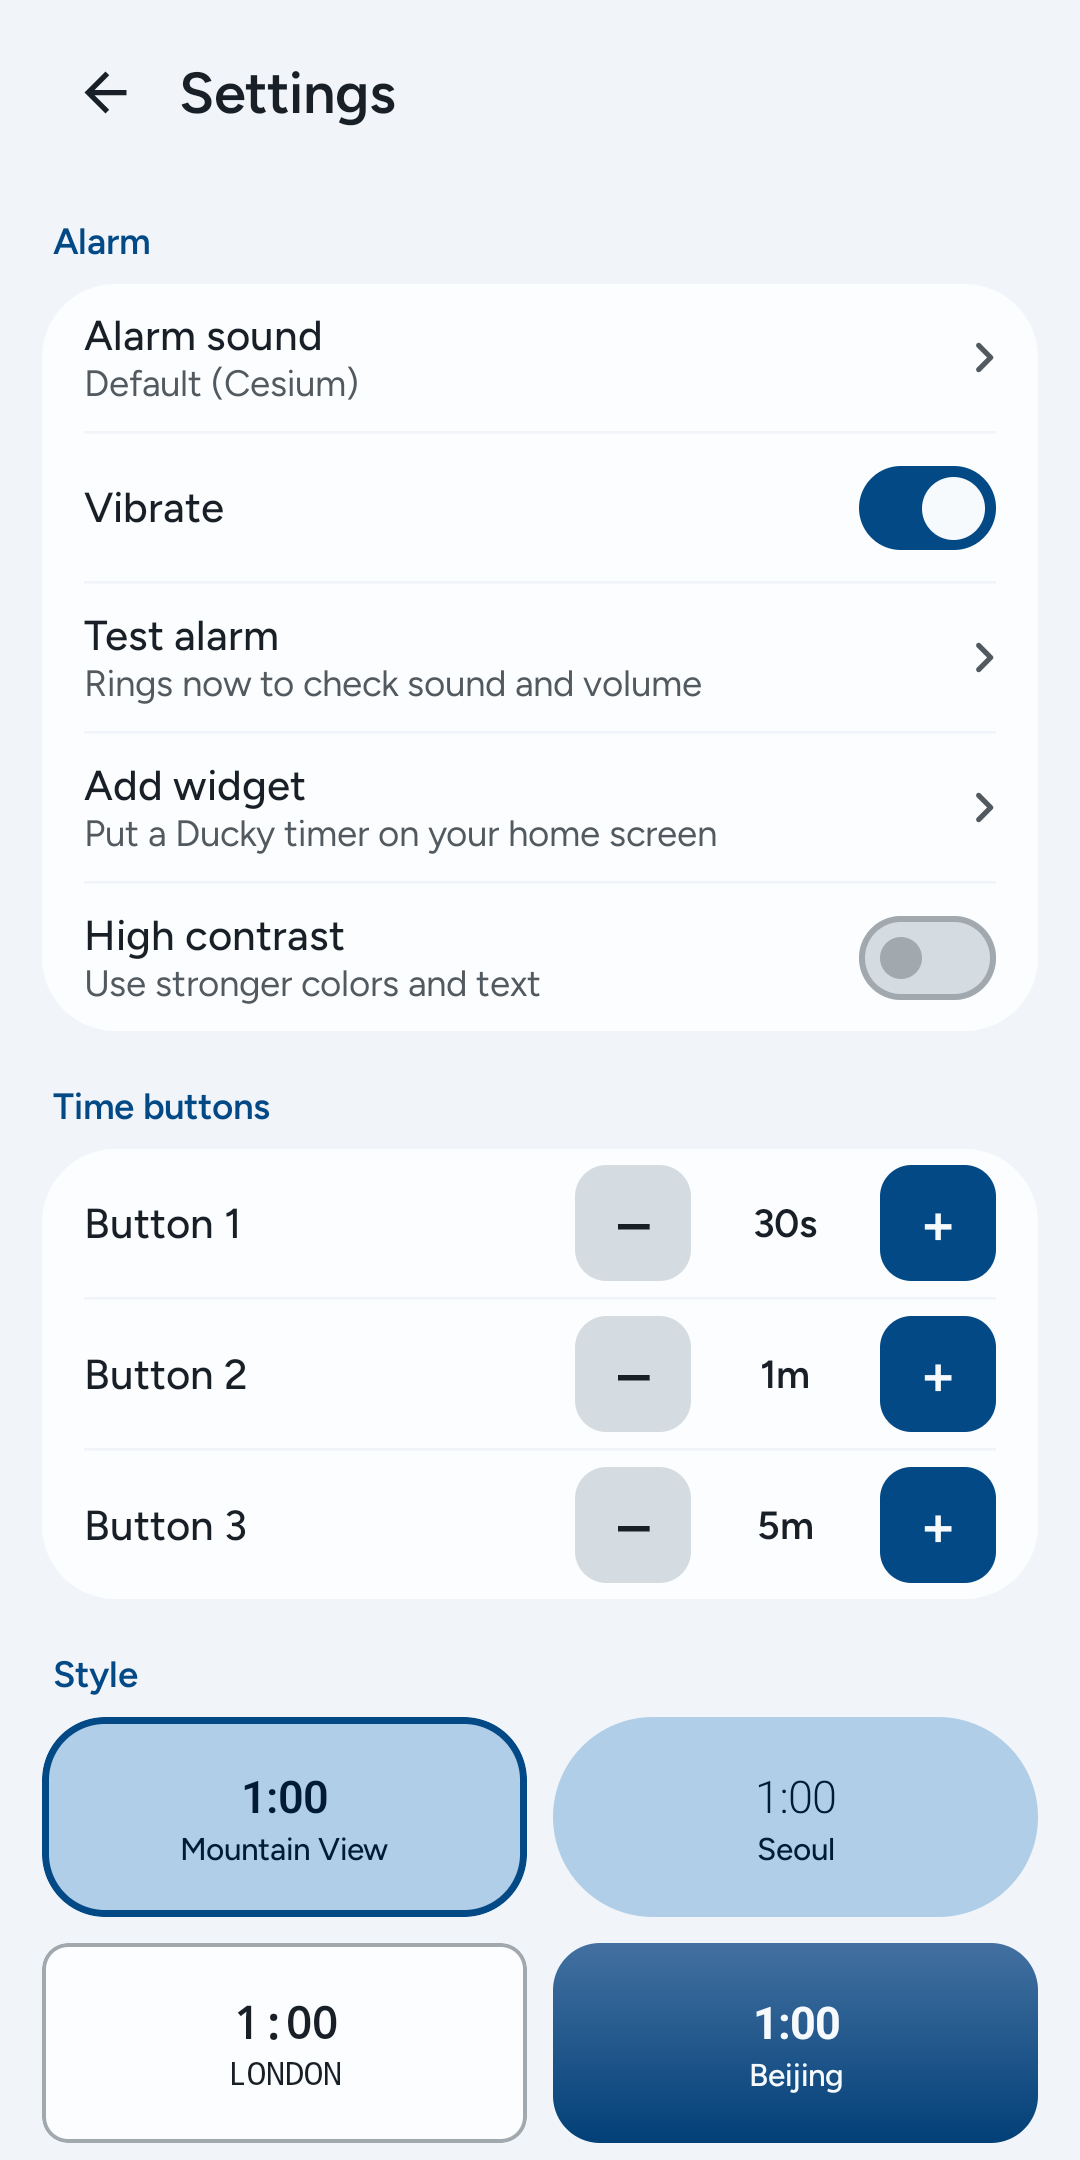 Settings
Alarm
Alarm sound
Default (Cesium)
Vibrate
Test alarm
Rings now to check sound and volume
Add widget
Put a Ducky timer on your home screen
High contrast
Use stronger colors and text
Time buttons
Button 1 − 30s +
Button 2 − 1m +
Button 3 − 5m +
Style
1:00
Mountain View
1:00
Seoul
1:00
LONDON
1:00
Beijing